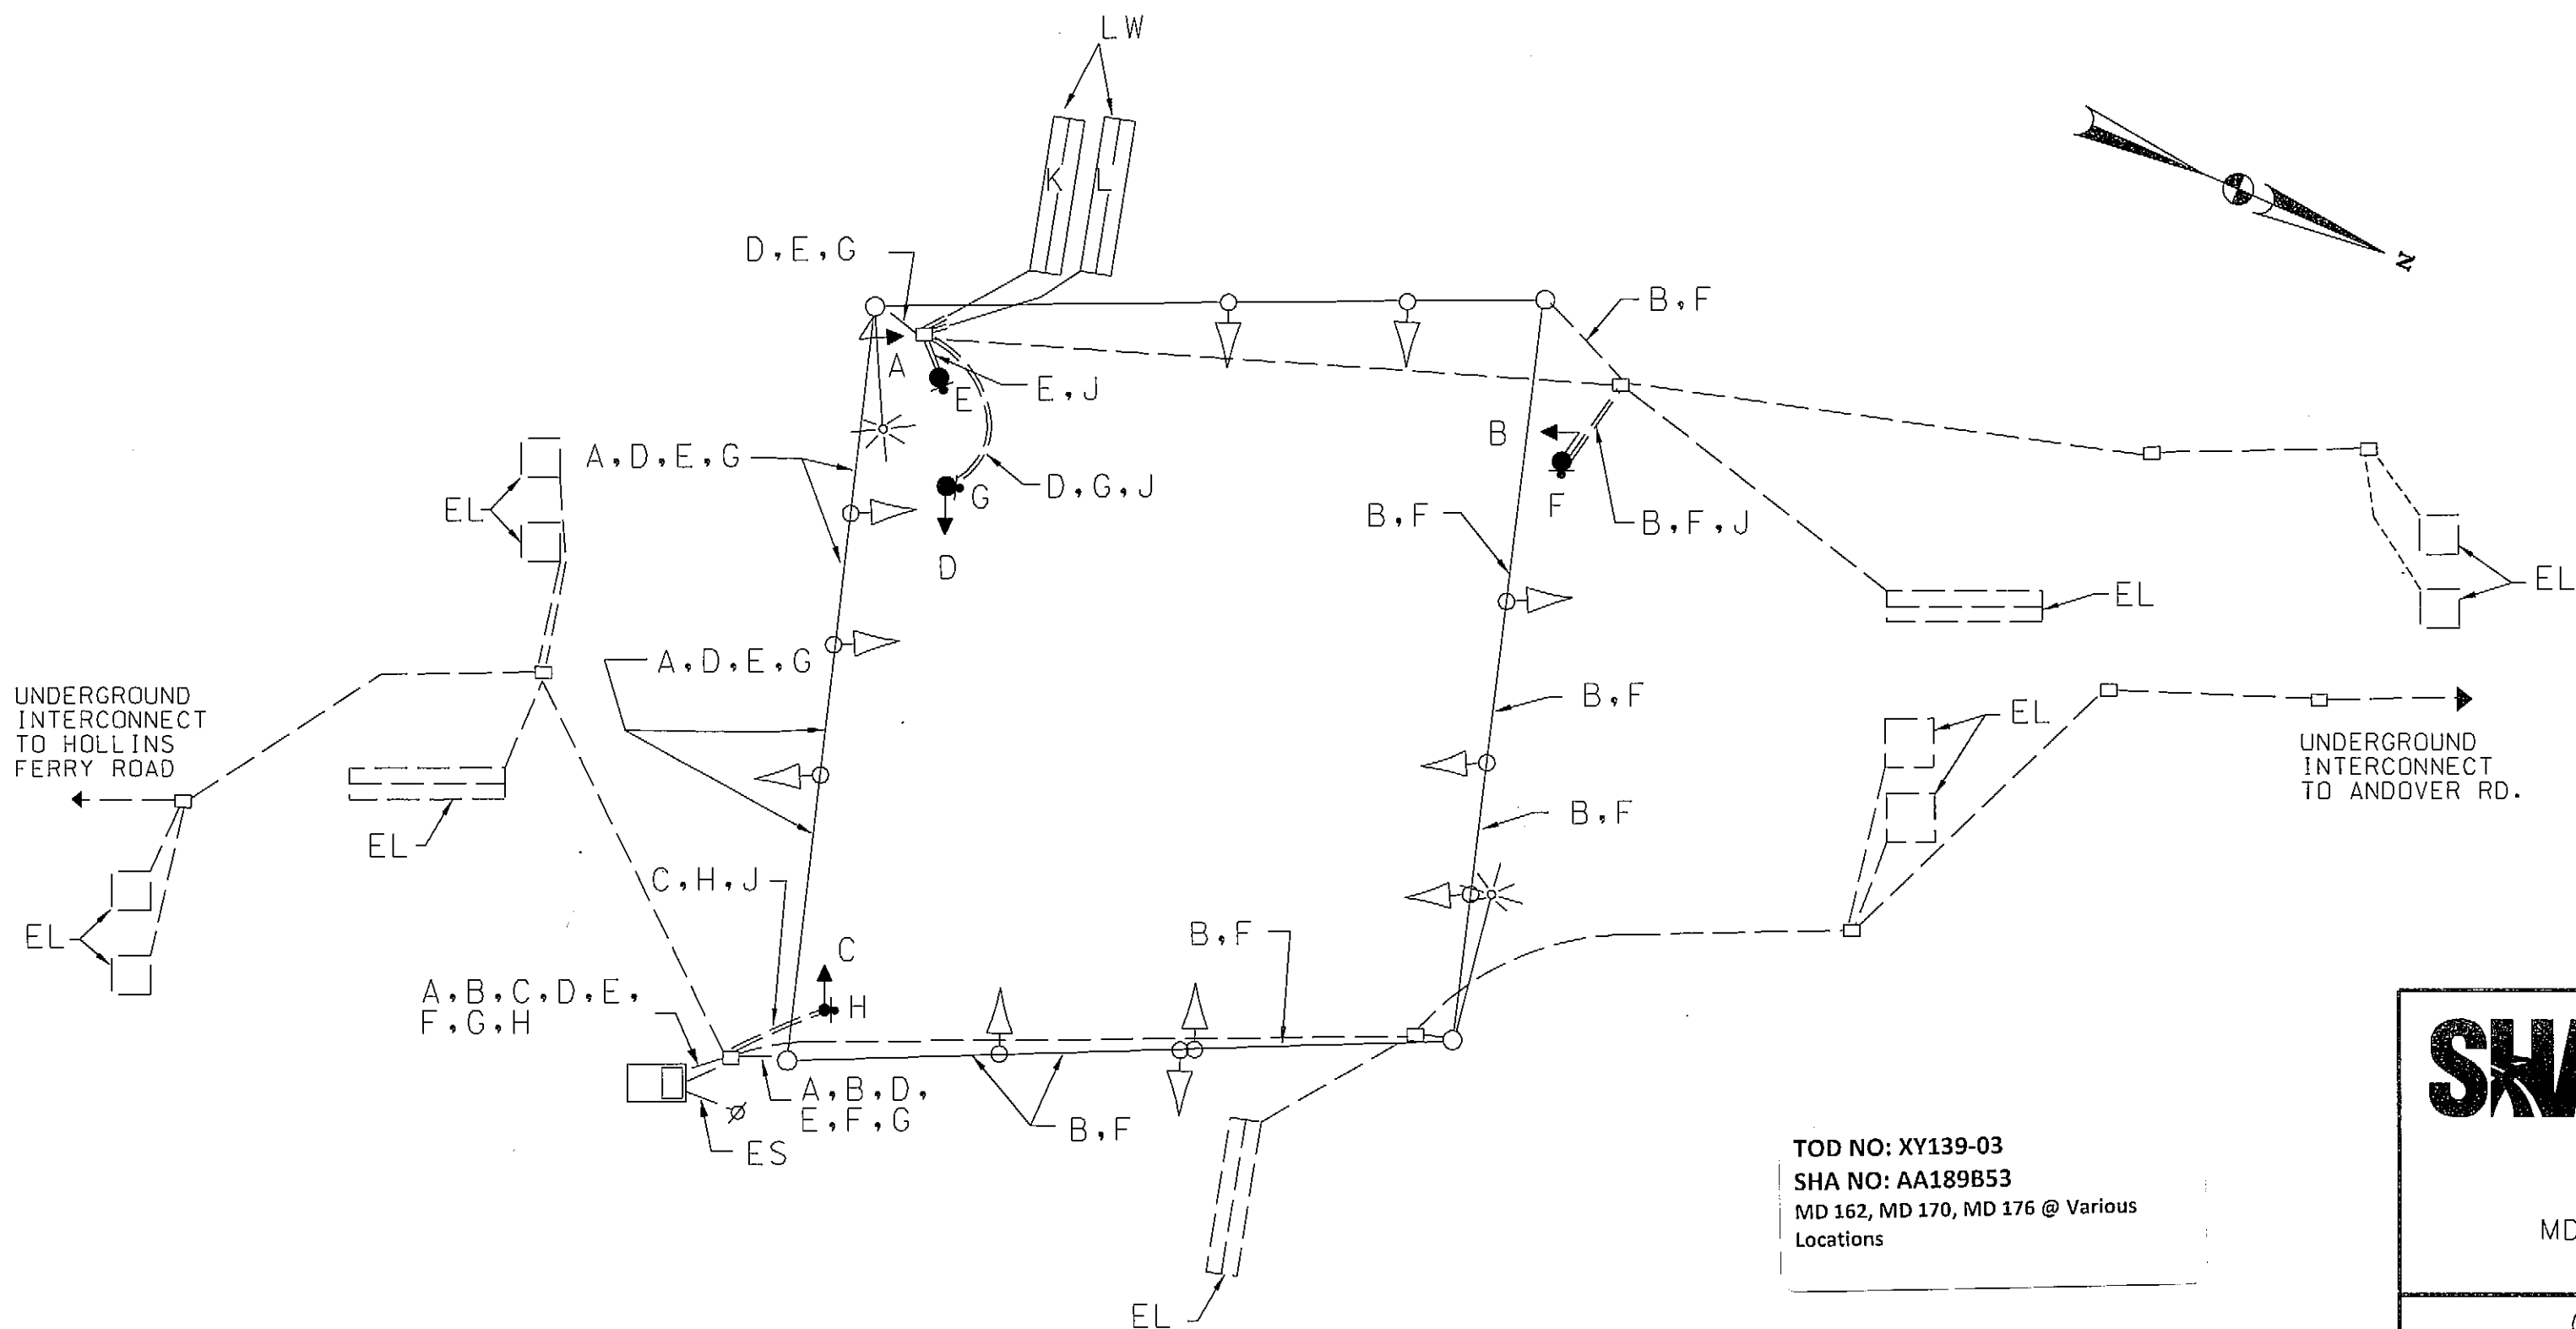 LW
K L
D,E,G
B,F
N
A
E
E,J
B
A,D,E,G
EL
G
D,G,J
F
B,F,J
B,F
D
EL
EL
A,D,E,G
B,F
EL
UNDERGROUND
INTERCONNECT
TO HOLLINS
FERRY ROAD
UNDERGROUND
INTERCONNECT
TO ANDOVER RD.
EL
B,F
C,H,J
EL
B,F
C
A,B,C,D,E,
F,G,H
H
A,B,D,
E,F,G
B,F
ES
EL
TOD NO: XY139-03
SHA NO: AA189B53
MD 162, MD 170, MD 176 @ Various
Locations
MD